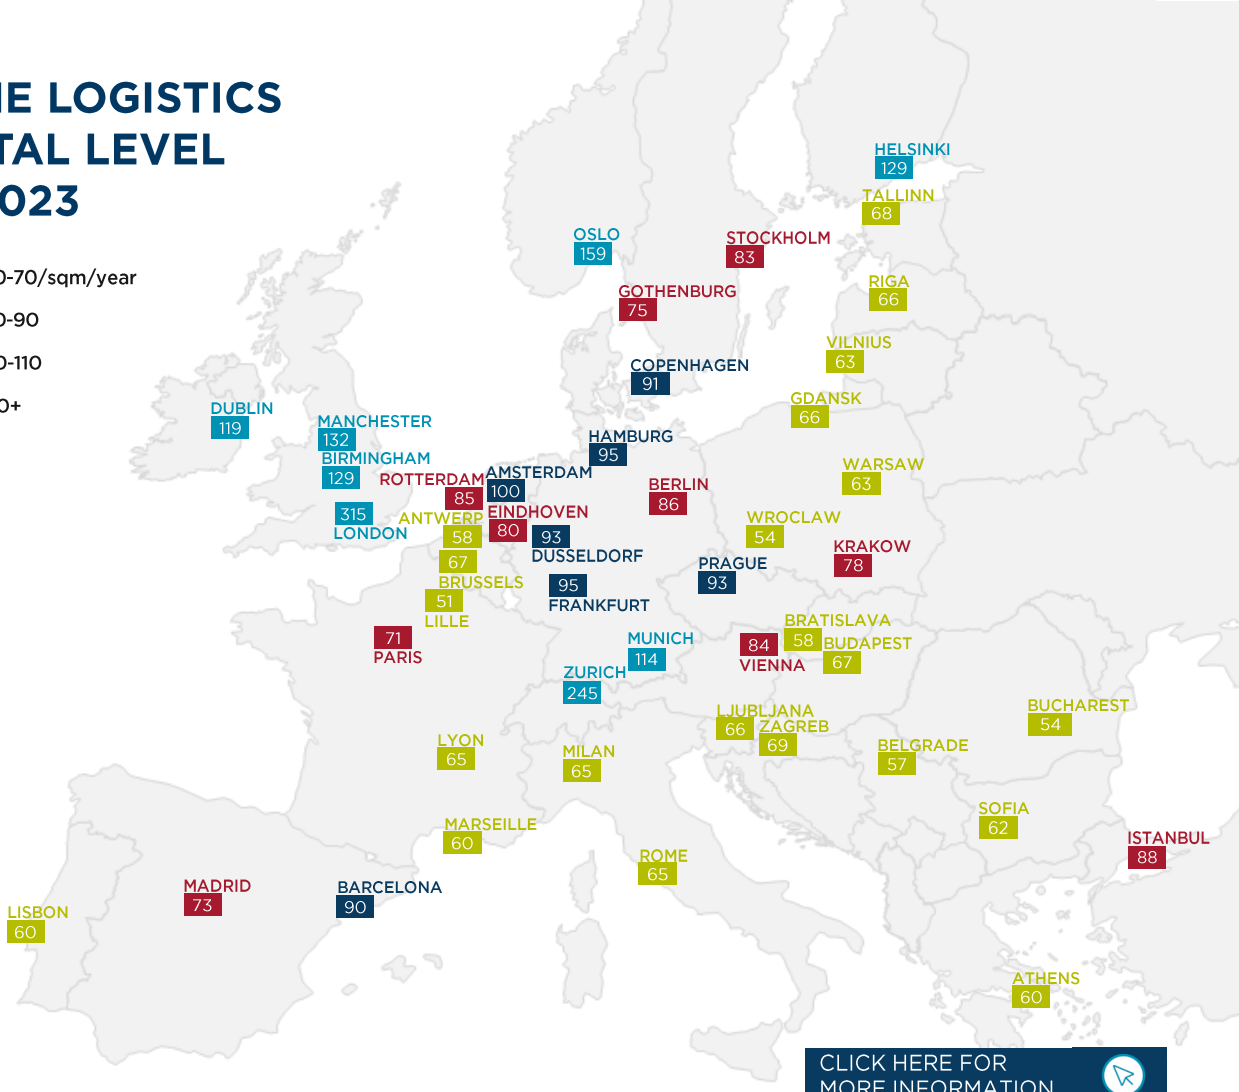 IE LOGISTICS
TAL LEVEL
023
0-70/sqm/year
0-90
0-110
0+
HELSINKI
129
TALLINN
68
OSLO
159
STOCKHOLM
83
GOTHENBURG
75
RIGA
66
VILNIUS
63
COPENHAGEN
91
GDANSK
66
DUBLIN
119
MANCHESTER
132
BIRMINGHAM
129
HAMBURG
95
ROTTERDAM
85
AMSTERDAM
100
BERLIN
86
WARSAW
63
315
LONDON
ANTWERP
58
EINDHOVEN
80
93
DUSSELDORF
WROCLAW
54
KRAKOW
78
67
BRUSSELS
95
FRANKFURT
PRAGUE
93
51
LILLE
71
PARIS
MUNICH
114
84
VIENNA
BRATISLAVA
58
BUDAPEST
67
ZURICH
245
LJUBLJANA
66
ZAGREB
69
BUCHAREST
54
LYON
65
MILAN
65
BELGRADE
57
MARSEILLE
60
SOFIA
62
ROME
65
ISTANBUL
88
MADRID
73
BARCELONA
90
LISBON
60
ATHENS
60
CLICK HERE FOR
MORE INFORMATION